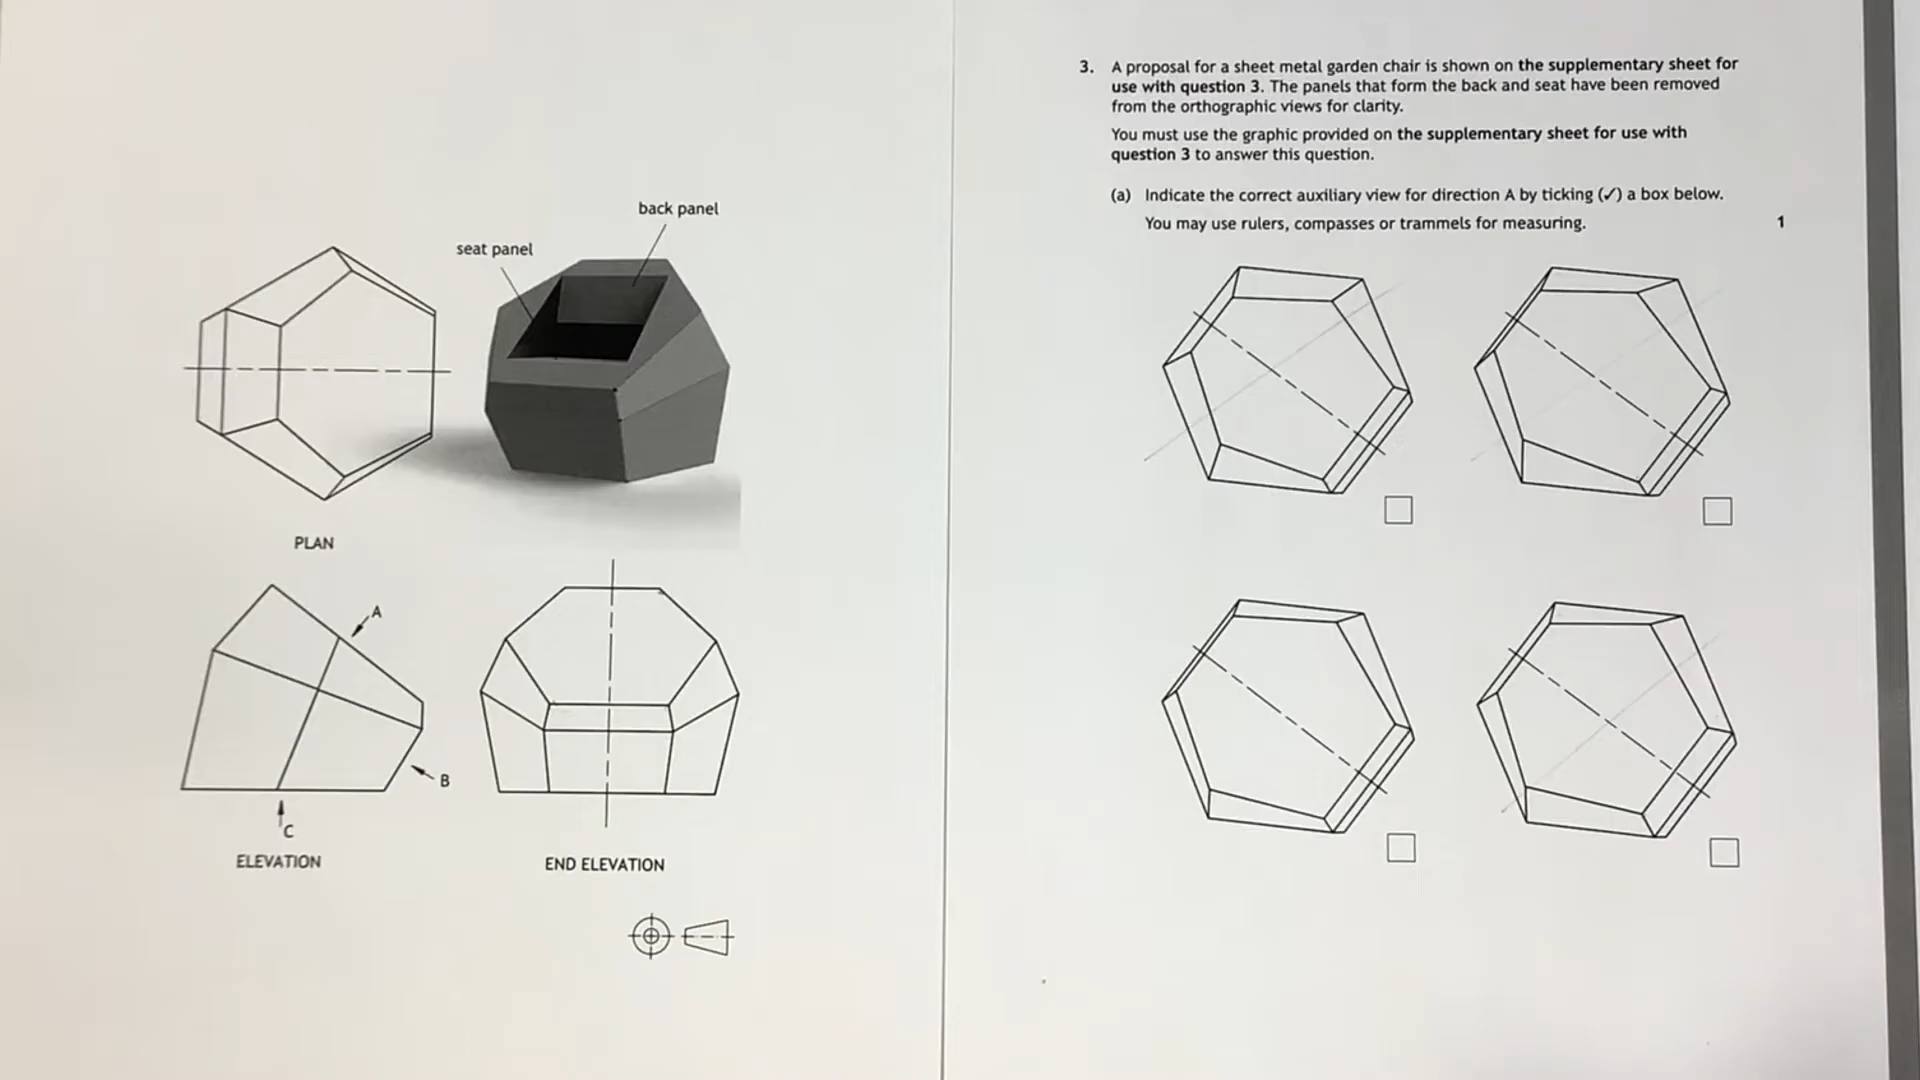 seat panel
back panel
PLAN
A
B
C
ELEVATION
END ELEVATION
3. A proposal for a sheet metal garden chair is shown on the supplementary sheet for
use with question 3. The panels that form the back and seat have been removed
from the orthographic views for clarity.
You must use the graphic provided on the supplementary sheet for use with
question 3 to answer this question.
(a) Indicate the correct auxiliary view for direction A by ticking (✓) a box below.
You may use rulers, compasses or trammels for measuring. 1